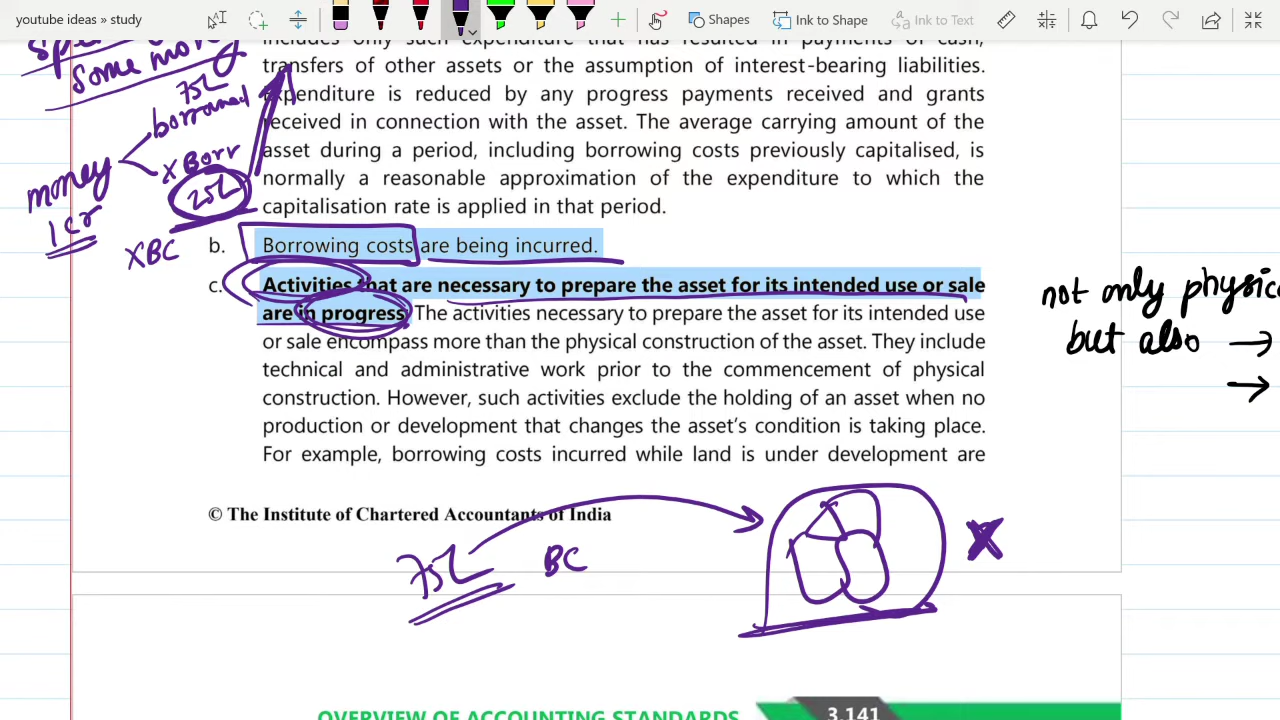 youtube ideas » study
Shapes
Ink to Shape
Ink to Text
some mon
includes only such expenditure that has resulted in payments of cash,
transfers of other assets or the assumption of interest-bearing liabilities.
Expenditure is reduced by any progress payments received and grants
received in connection with the asset. The average carrying amount of the
asset during a period, including borrowing costs previously capitalised, is
normally a reasonable approximation of the expenditure to which the
capitalisation rate is applied in that period.
75L
borrowed
X Borr
money
25L
1 cr
XBC
b. Borrowing costs are being incurred.
c. Activities that are necessary to prepare the asset for its intended use or sale
are in progress. The activities necessary to prepare the asset for its intended use
or sale encompass more than the physical construction of the asset. They include
technical and administrative work prior to the commencement of physical
construction. However, such activities exclude the holding of an asset when no
production or development that changes the asset's condition is taking place.
For example, borrowing costs incurred while land is under development are
not only physica
but also →
→
© The Institute of Chartered Accountants of India
75L BC
X
OVERVIEW OF ACCOUNTING STANDARDS 3.141